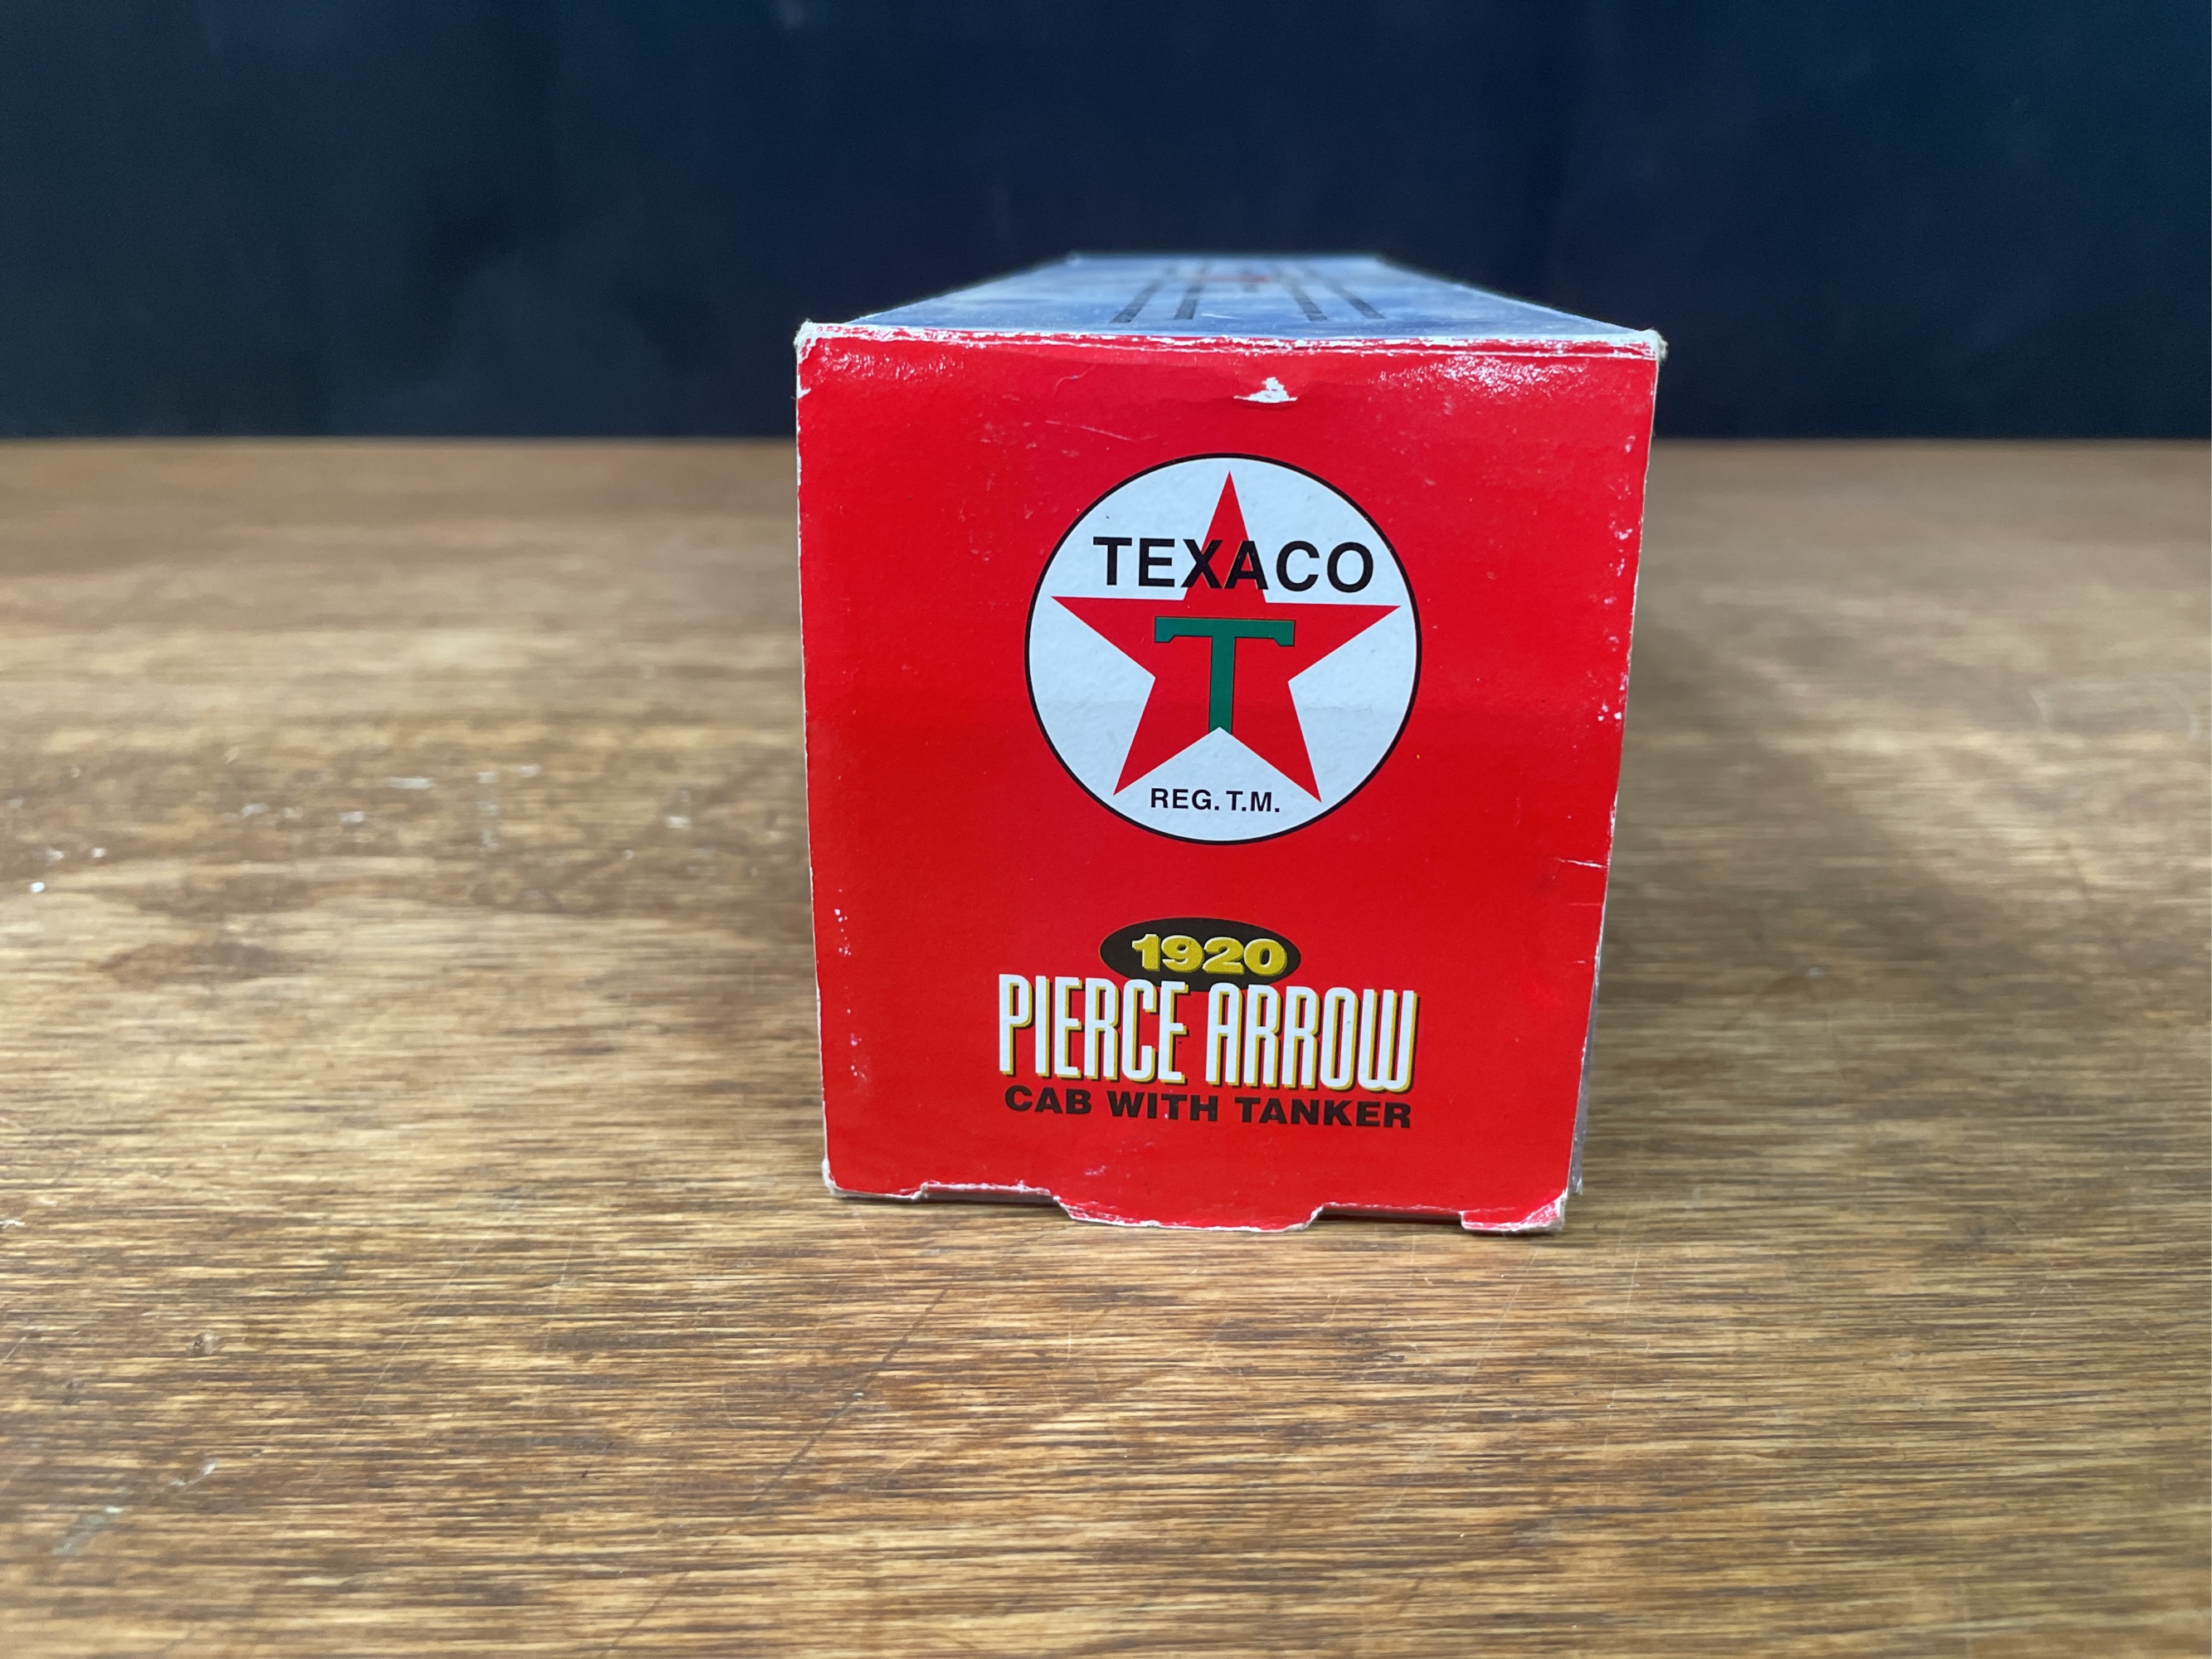 TEXACO
T
REG. T.M.
1920
PIERCE ARROW
CAB WITH TANKER